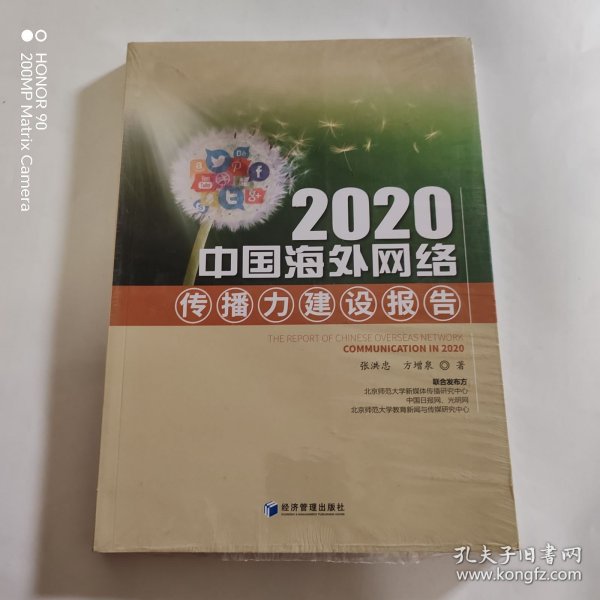 HONOR 90
200MP Matrix Camera
2020
中国海外网络
传播力建设报告
THE REPORT OF CHINESE OVERSEAS NETWORK
COMMUNICATION IN 2020
张洪忠 方增泉 ◎ 著
联合发布方
北京师范大学新媒体传播研究中心
中国日报网、光明网
北京师范大学教育新闻与传媒研究中心
经济管理出版社
孔夫子旧书网
www.kongfz.com